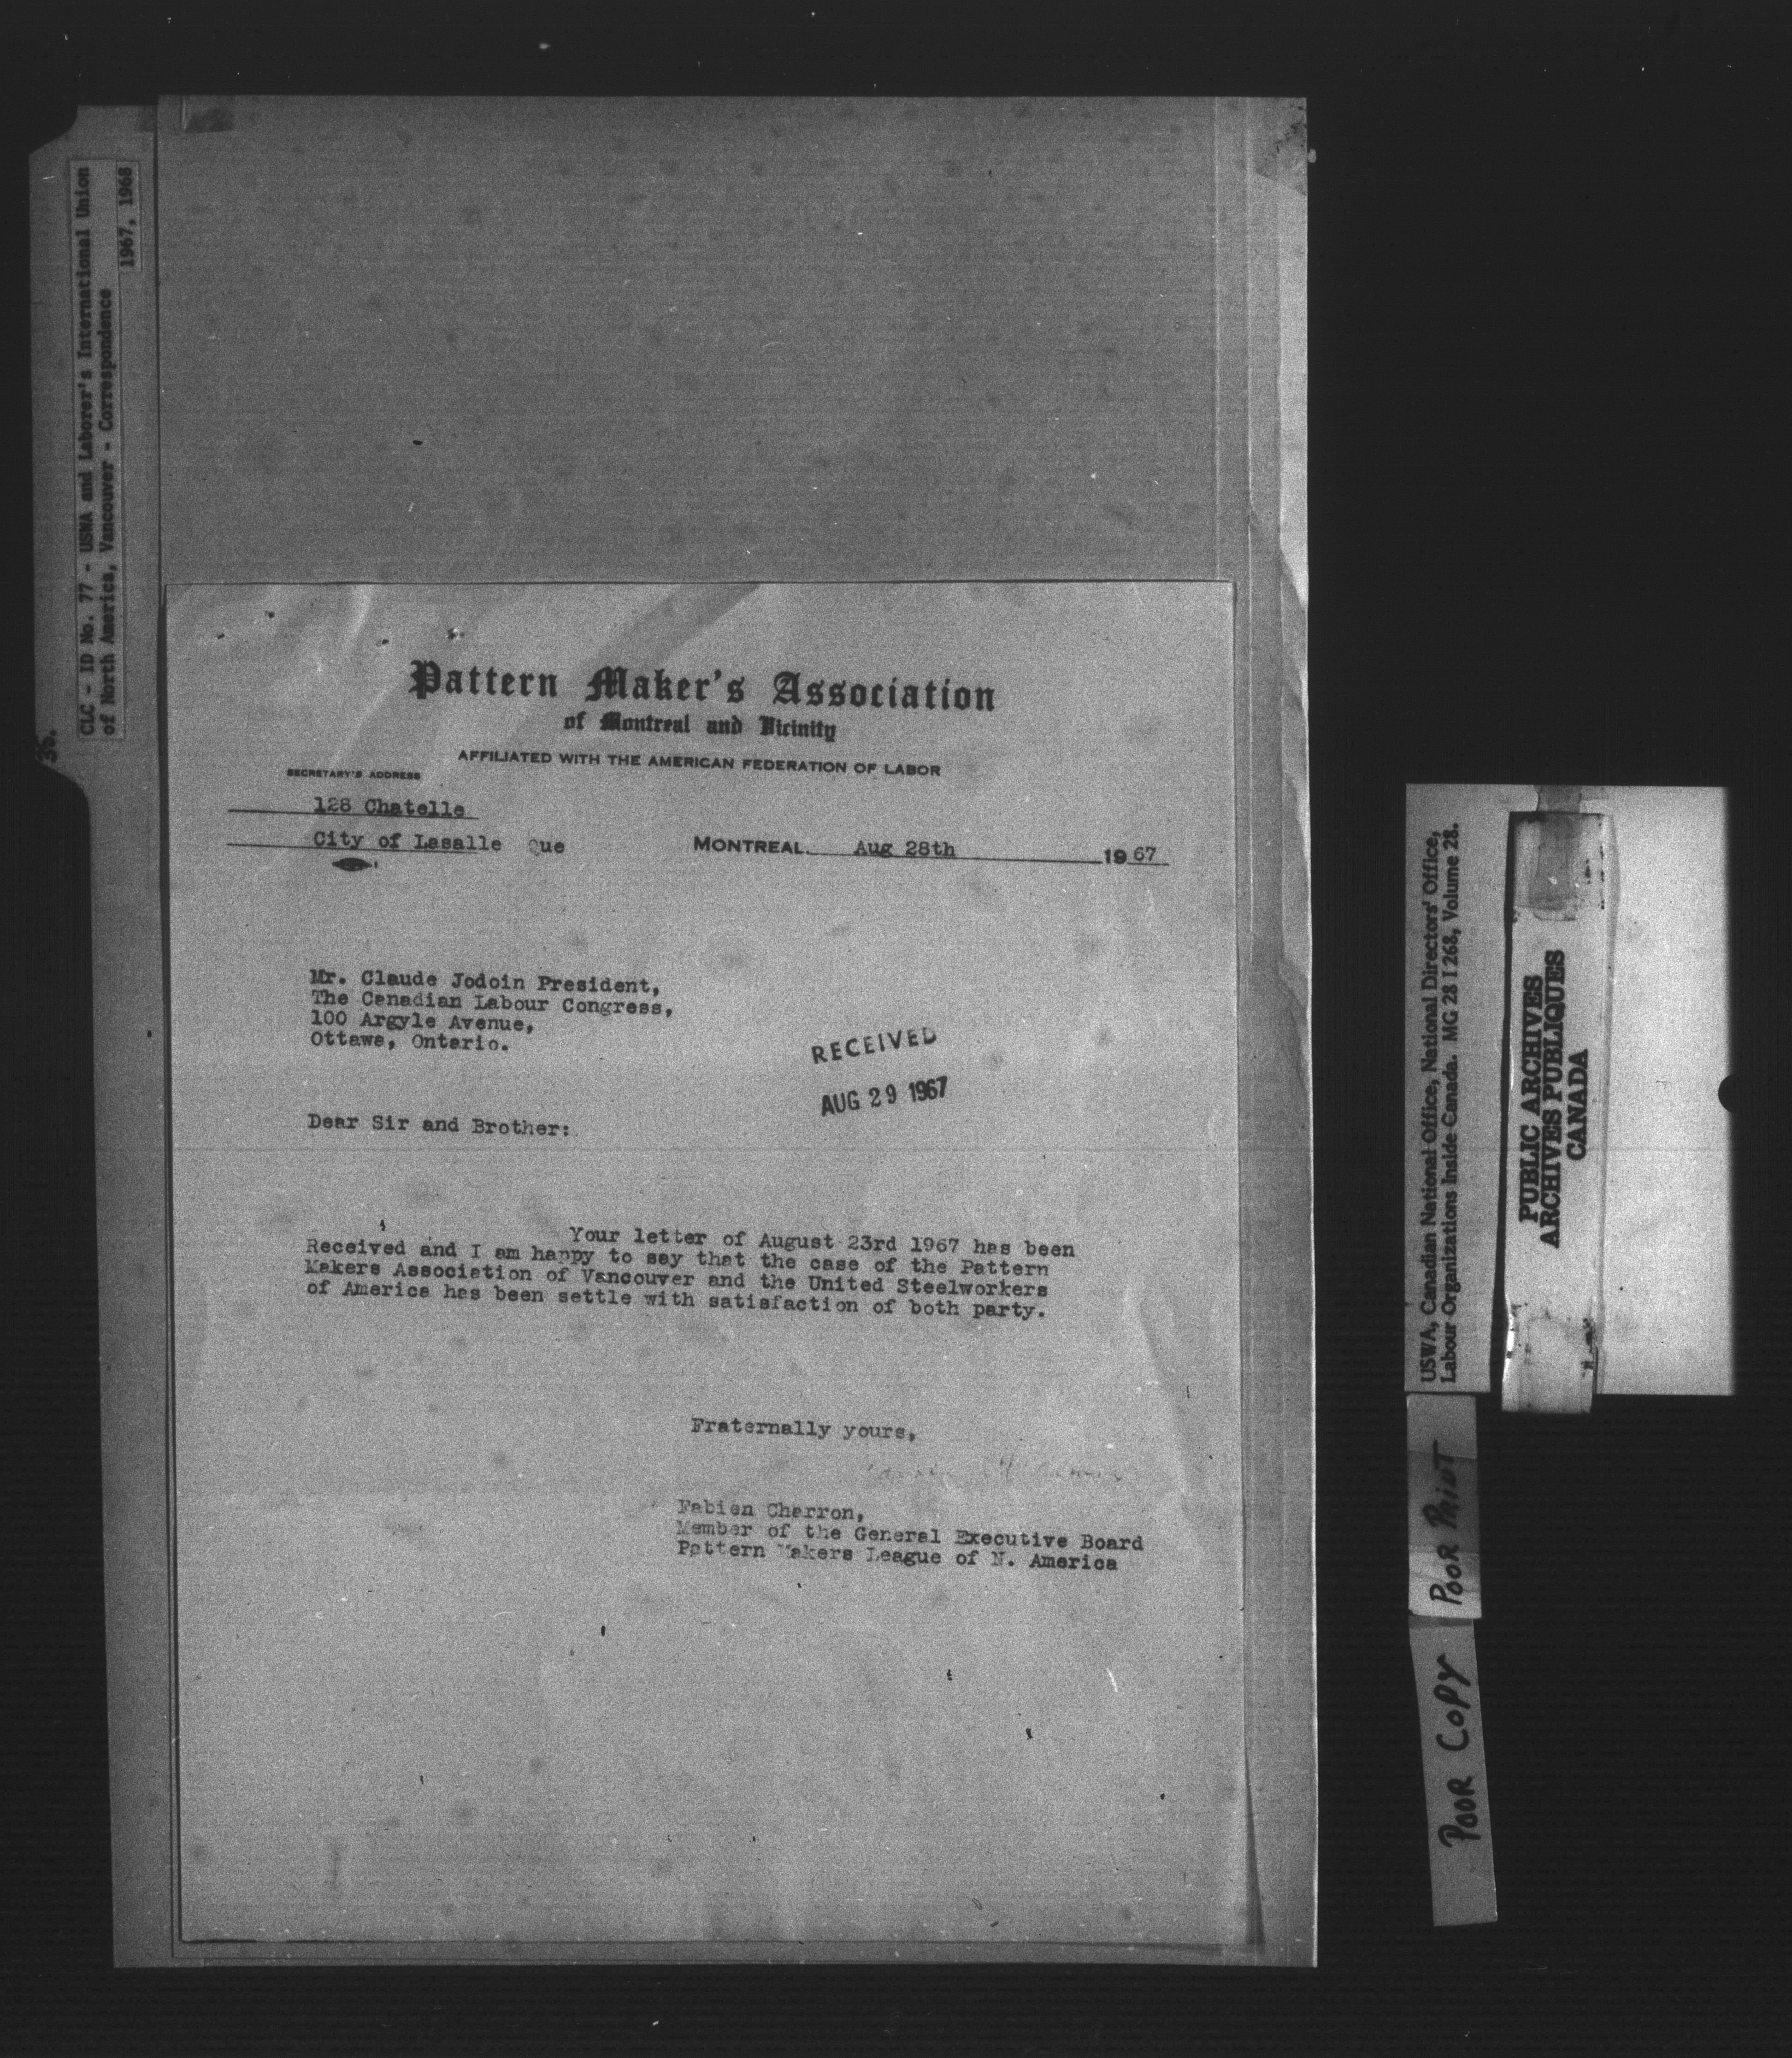 CLC - ID No. 77 - USWA and Laborer's International Union
of North America, Vancouver - Correspondence
1967, 1968
36.
Pattern Maker's Association
of Montreal and Vicinity
AFFILIATED WITH THE AMERICAN FEDERATION OF LABOR
SECRETARY'S ADDRESS
128 Chatelle
City of Lasalle Que
MONTREAL Aug 28th 1967
Mr. Claude Jodoin President,
The Canadian Labour Congress,
100 Argyle Avenue,
Ottawa, Ontario.
RECEIVED
AUG 29 1967
Dear Sir and Brother:
Your letter of August 23rd 1967 has been
Received and I am happy to say that the case of the Pattern
Makers Association of Vancouver and the United Steelworkers
of America has been settle with satisfaction of both party.
Fraternally yours,
Fabien Charron,
Member of the General Executive Board
Pattern Makers League of N. America
USWA, Canadian National Office, National Directors' Office,
Labour Organizations Inside Canada. MG 28 I 268, Volume 28.
PUBLIC ARCHIVES
ARCHIVES PUBLIQUES
CANADA
POOR PRINT
POOR COPY